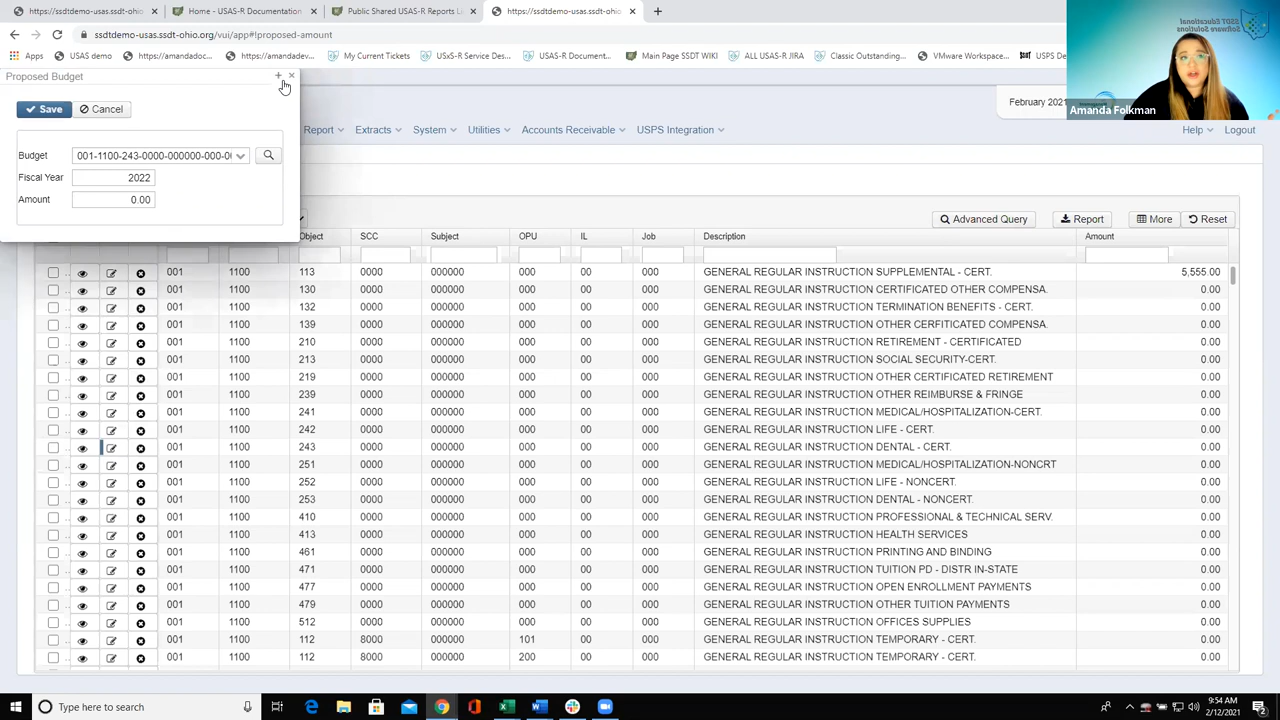 https://ssdtdemo-usas.ssdt-ohio
Home - USAS-R Documentation
Public Shared USAS-R Reports L
https://ssdtdemo-usas.ssdt-ohio
ssdtdemo-usas.ssdt-ohio.org/vui/app#!proposed-amount
Apps USAS demo https://amandadoc... https://amandadev... My Current Tickets USxS-R Service Des... USAS-R Document... Main Page SSDT WIKI ALL USAS-R JIRA Classic Outstanding... VMware Workspace... USPS De
Amanda Folkman
February 2021
Proposed Budget
Save Cancel
Report Extracts System Utilities Accounts Receivable USPS Integration Help Logout
Budget 001-1100-243-0000-000000-000-0
Fiscal Year 2022
Amount 0.00
Advanced Query Report More Reset
Object SCC Subject OPU IL Job Description Amount
001 1100 113 0000 000000 000 00 000 GENERAL REGULAR INSTRUCTION SUPPLEMENTAL - CERT. 5,555.00
001 1100 130 0000 000000 000 00 000 GENERAL REGULAR INSTRUCTION CERTIFICATED OTHER COMPENSA. 0.00
001 1100 132 0000 000000 000 00 000 GENERAL REGULAR INSTRUCTION TERMINATION BENEFITS - CERT. 0.00
001 1100 139 0000 000000 000 00 000 GENERAL REGULAR INSTRUCTION OTHER CERFITICATED COMPENSA. 0.00
001 1100 210 0000 000000 000 00 000 GENERAL REGULAR INSTRUCTION RETIREMENT - CERTIFICATED 0.00
001 1100 213 0000 000000 000 00 000 GENERAL REGULAR INSTRUCTION SOCIAL SECURITY-CERT. 0.00
001 1100 219 0000 000000 000 00 000 GENERAL REGULAR INSTRUCTION OTHER CERTIFICATED RETIREMENT 0.00
001 1100 239 0000 000000 000 00 000 GENERAL REGULAR INSTRUCTION OTHER REIMBURSE & FRINGE 0.00
001 1100 241 0000 000000 000 00 000 GENERAL REGULAR INSTRUCTION MEDICAL/HOSPITALIZATION-CERT. 0.00
001 1100 242 0000 000000 000 00 000 GENERAL REGULAR INSTRUCTION LIFE - CERT. 0.00
001 1100 243 0000 000000 000 00 000 GENERAL REGULAR INSTRUCTION DENTAL - CERT. 0.00
001 1100 251 0000 000000 000 00 000 GENERAL REGULAR INSTRUCTION MEDICAL/HOSPITALIZATION-NONCRT 0.00
001 1100 252 0000 000000 000 00 000 GENERAL REGULAR INSTRUCTION LIFE - NONCERT. 0.00
001 1100 253 0000 000000 000 00 000 GENERAL REGULAR INSTRUCTION DENTAL - NONCERT. 0.00
001 1100 410 0000 000000 000 00 000 GENERAL REGULAR INSTRUCTION PROFESSIONAL & TECHNICAL SERV. 0.00
001 1100 413 0000 000000 000 00 000 GENERAL REGULAR INSTRUCTION HEALTH SERVICES 0.00
001 1100 461 0000 000000 000 00 000 GENERAL REGULAR INSTRUCTION PRINTING AND BINDING 0.00
001 1100 471 0000 000000 000 00 000 GENERAL REGULAR INSTRUCTION TUITION PD - DISTR IN-STATE 0.00
001 1100 477 0000 000000 000 00 000 GENERAL REGULAR INSTRUCTION OPEN ENROLLMENT PAYMENTS 0.00
001 1100 479 0000 000000 000 00 000 GENERAL REGULAR INSTRUCTION OTHER TUITION PAYMENTS 0.00
001 1100 512 0000 000000 000 00 000 GENERAL REGULAR INSTRUCTION OFFICES SUPPLIES 0.00
001 1100 112 8000 000000 101 00 000 GENERAL REGULAR INSTRUCTION TEMPORARY - CERT. 0.00
001 1100 112 8000 000000 200 00 000 GENERAL REGULAR INSTRUCTION TEMPORARY - CERT. 0.00
Type here to search
9:54 AM
2/12/2021